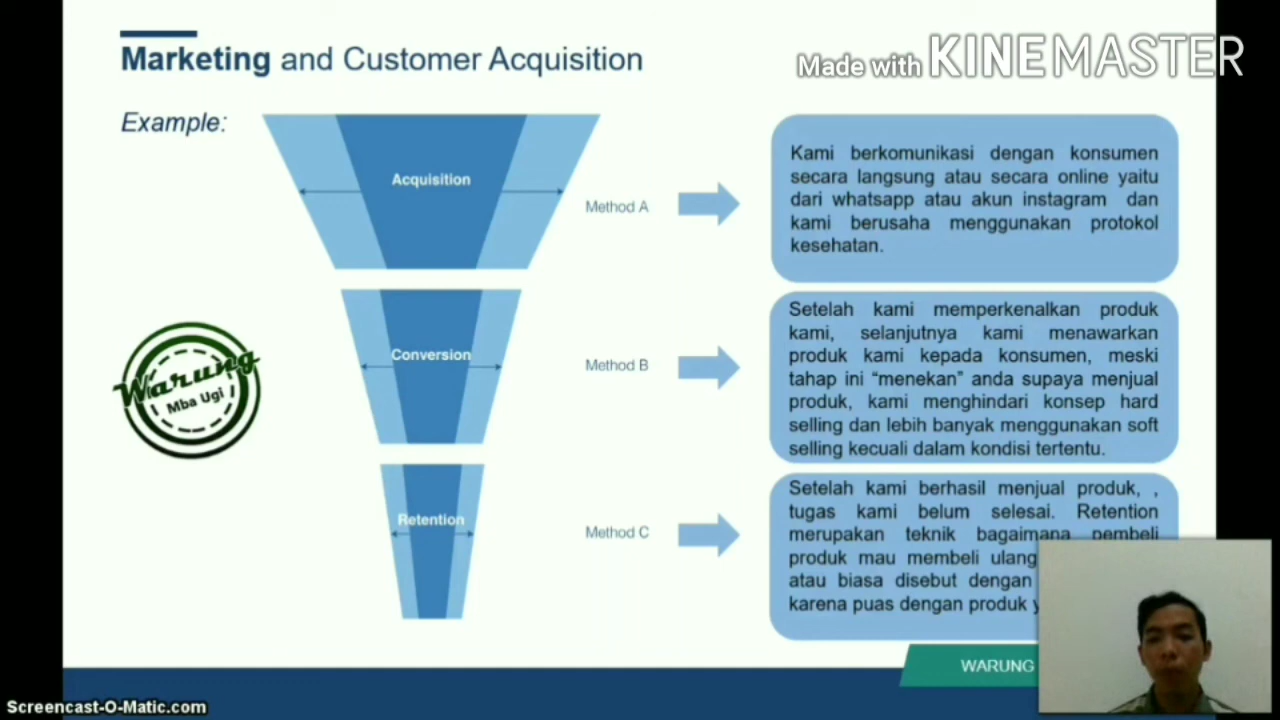 Marketing and Customer Acquisition
Made with KINEMASTER
Example:
Acquisition
Method A
Kami berkomunikasi dengan konsumen
secara langsung atau secara online yaitu
dari whatsapp atau akun instagram dan
kami berusaha menggunakan protokol
kesehatan.
Warung
Mba Ugi
Conversion
Method B
Setelah kami memperkenalkan produk
kami, selanjutnya kami menawarkan
produk kami kepada konsumen, meski
tahap ini “menekan” anda supaya menjual
produk, kami menghindari konsep hard
selling dan lebih banyak menggunakan soft
selling kecuali dalam kondisi tertentu.
Retention
Method C
Setelah kami berhasil menjual produk, ,
tugas kami belum selesai. Retention
merupakan teknik bagaimana pembeli
produk mau membeli ulang
atau biasa disebut dengan
karena puas dengan produk y
WARUNG
Screencast-O-Matic.com